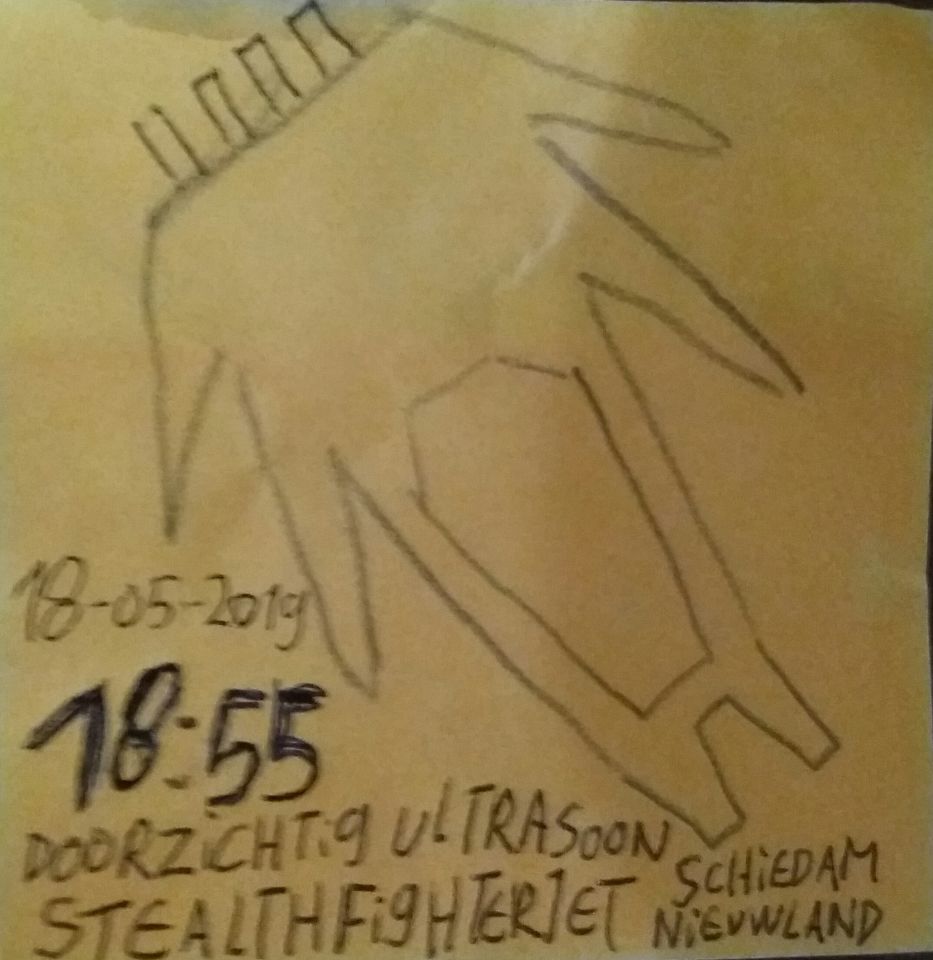 18-05-2019
18:55
DOORZiCHTig UlTRASOON
STEAlTHFigHTERJET
SCHiEDAM
NiEUWLAND